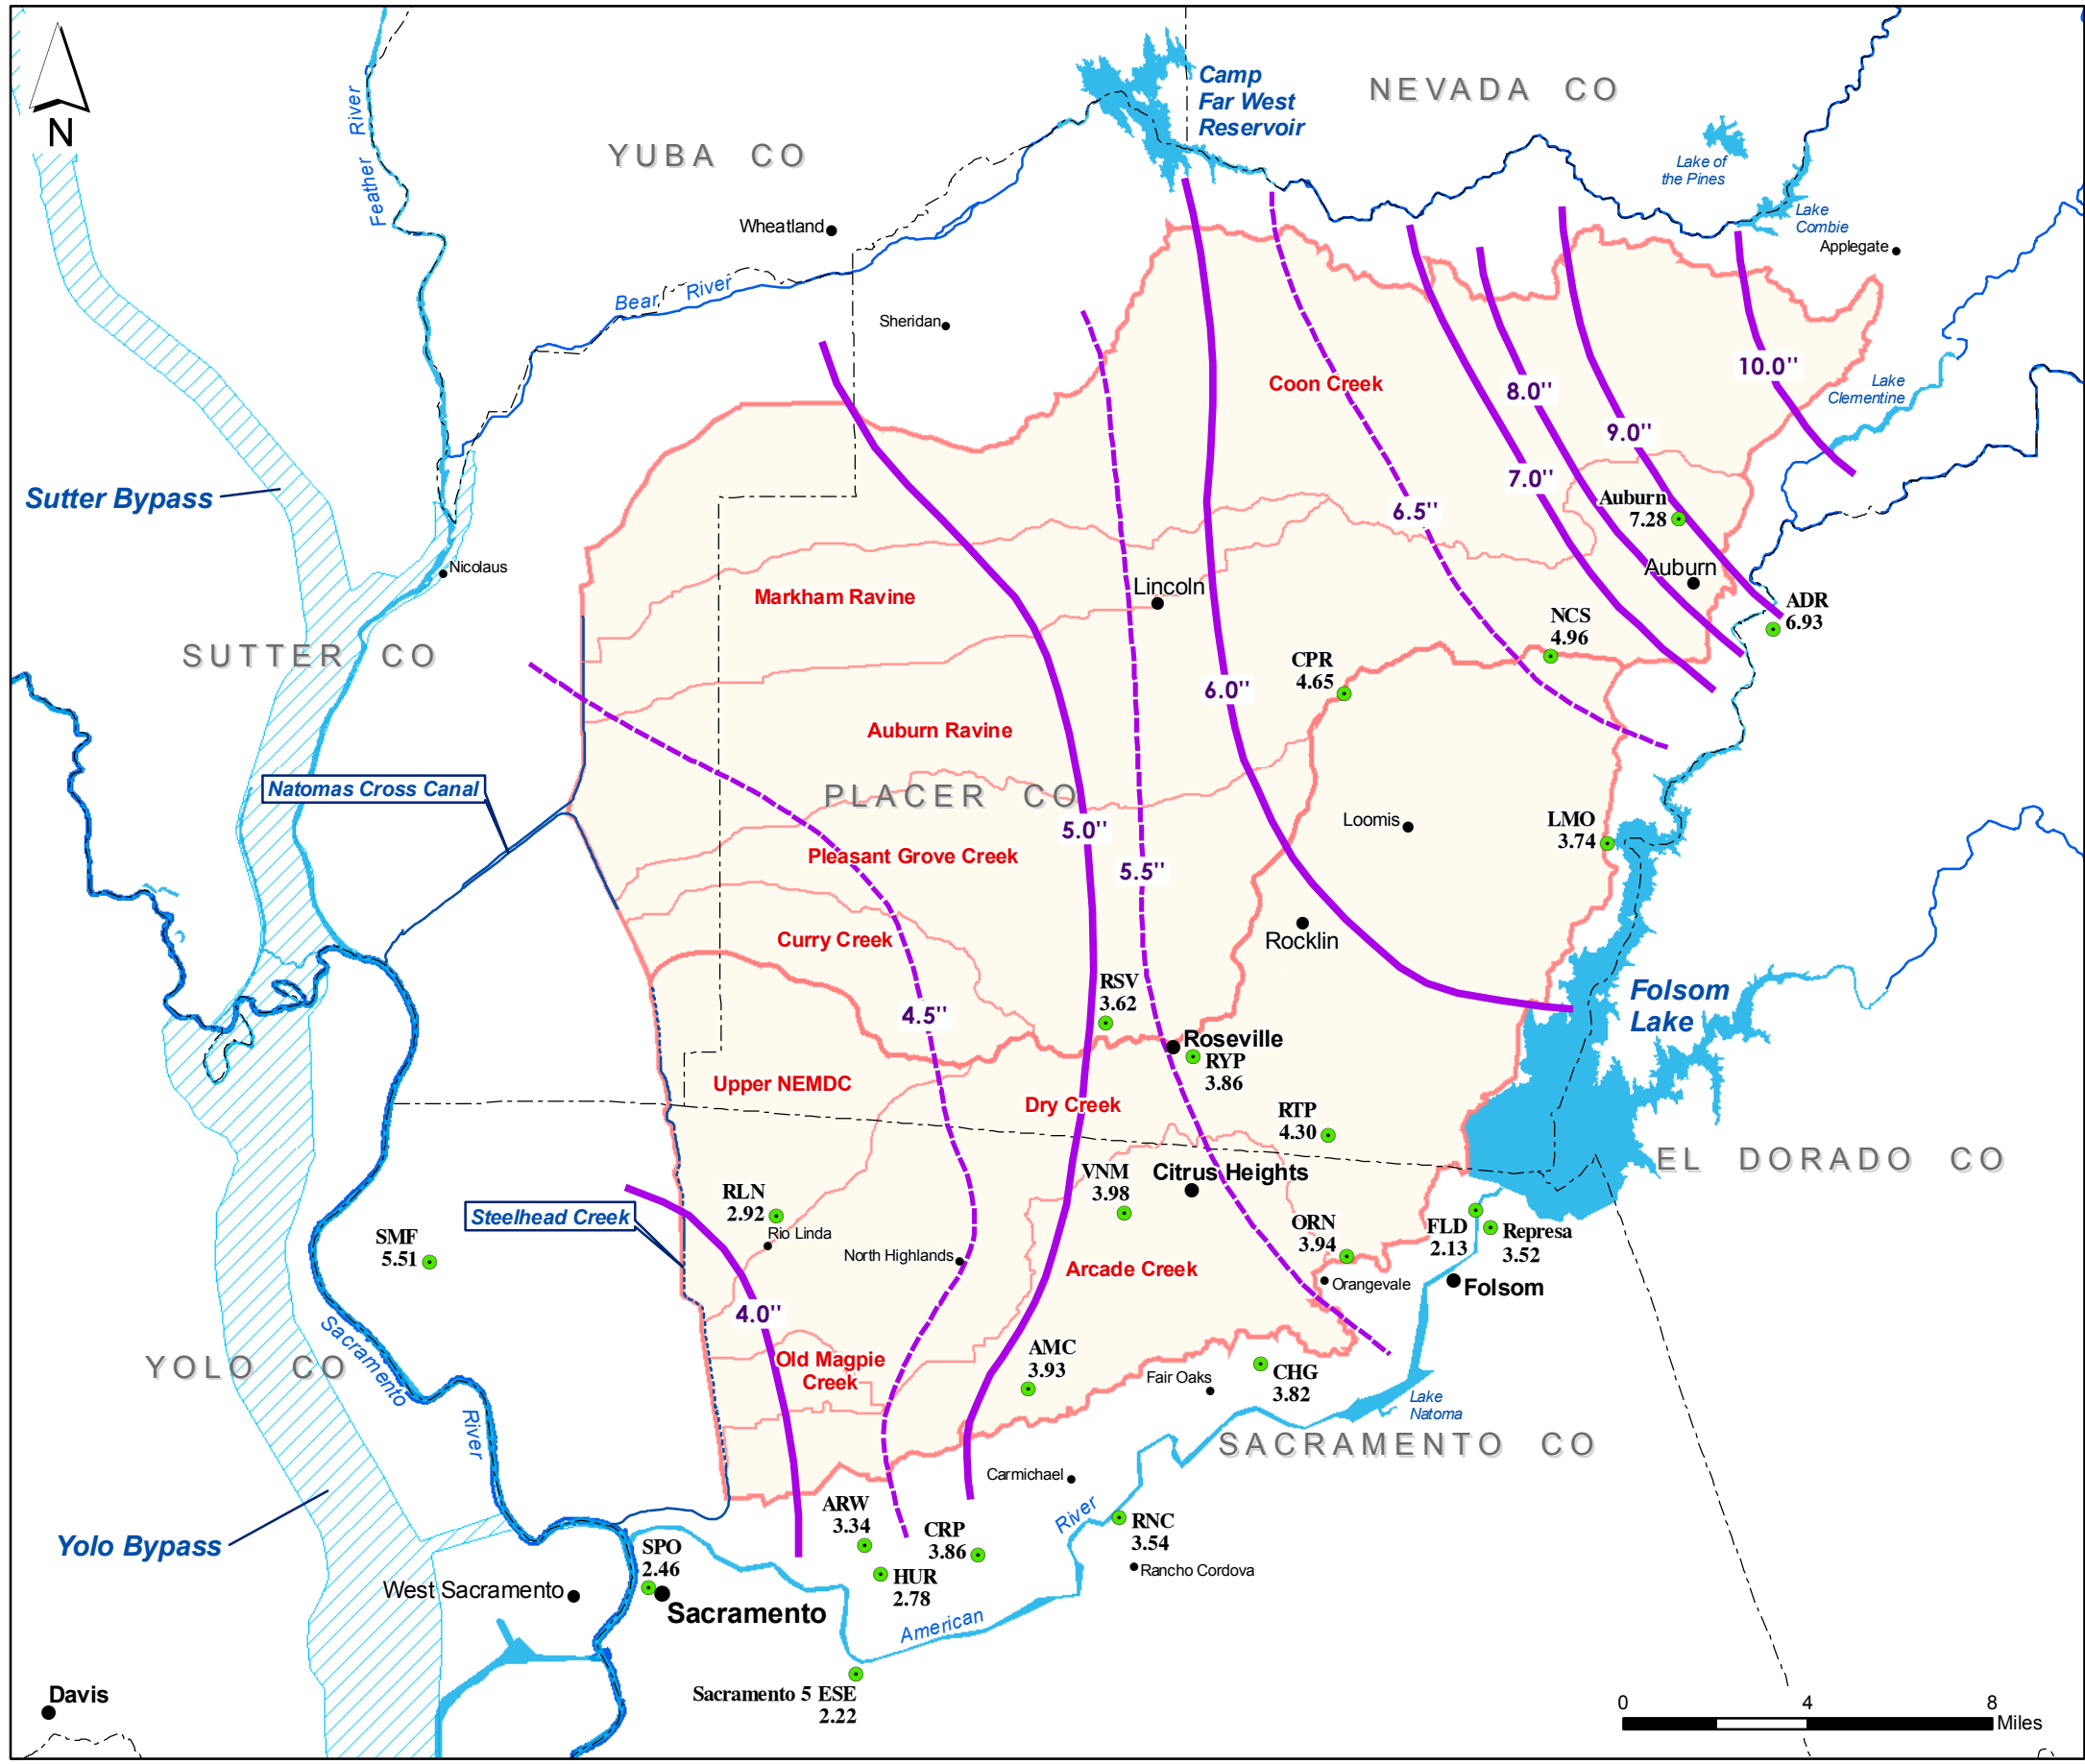 N
Feather River
YUBA CO
Camp
Far West
Reservoir
NEVADA CO
Lake of
the Pines
Lake
Combie
Applegate
Wheatland
Bear River
Sheridan
Coon Creek
10.0"
8.0"
Lake
Clementine
9.0"
7.0"
Sutter Bypass
6.5"
Auburn
7.28
Nicolaus
Auburn
Markham Ravine
Lincoln
ADR
6.93
NCS
4.96
SUTTER CO
CPR
4.65
6.0"
Auburn Ravine
Natomas Cross Canal
PLACER CO
5.0"
Loomis
LMO
3.74
Pleasant Grove Creek
5.5"
Curry Creek
Rocklin
RSV
3.62
Folsom
Lake
4.5"
Roseville
RYP
3.86
Upper NEMDC
Dry Creek
RTP
4.30
EL DORADO CO
VNM
3.98
Citrus Heights
RLN
2.92
Steelhead Creek
Rio Linda
SMF
5.51
North Highlands
ORN
3.94
FLD
2.13
Represa
3.52
Arcade Creek
Orangevale
Folsom
4.0"
Sacramento River
YOLO CO
Old Magpie
Creek
AMC
3.93
Fair Oaks
CHG
3.82
Lake
Natoma
SACRAMENTO CO
Carmichael
River
ARW
3.34
CRP
3.86
RNC
3.54
Yolo Bypass
SPO
2.46
HUR
2.78
Rancho Cordova
West Sacramento
Sacramento
American
Davis
Sacramento 5 ESE
2.22
0 4 8
Miles